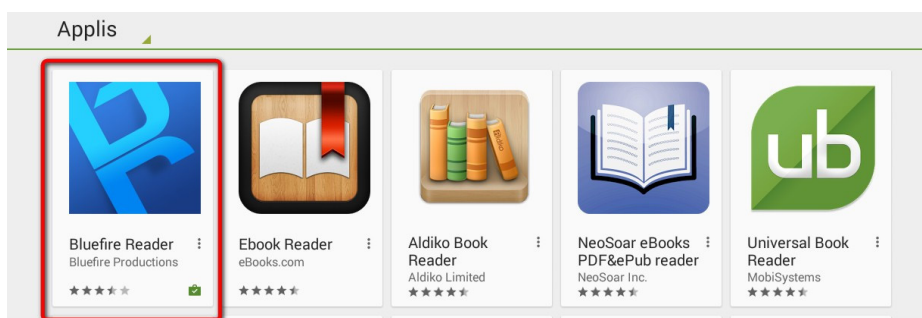 Applis
Bluefire Reader
Bluefire Productions
Ebook Reader
eBooks.com
Aldiko
Aldiko Book
Reader
Aldiko Limited
NeoSoar eBooks
PDF&ePub reader
NeoSoar Inc.
ub
Universal Book
Reader
MobiSystems